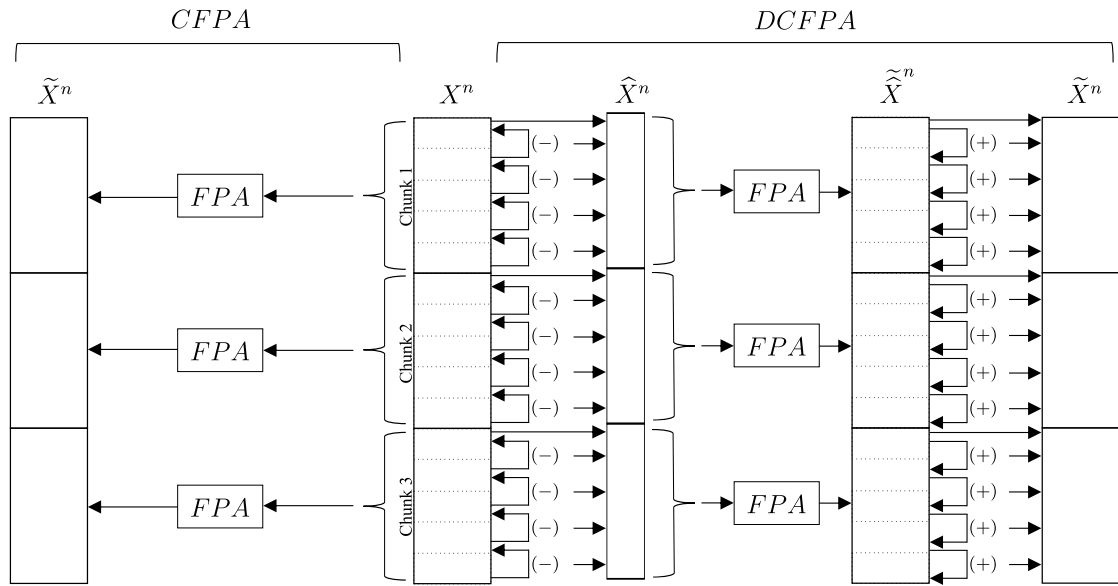 CFPA DCFPA
X̃ⁿ Xⁿ X̂ⁿ X̂̃ⁿ X̃ⁿ
Chunk 1
FPA FPA
(−) (+)
(−) (+)
(−) (+)
(−) (+)
Chunk 2
FPA FPA
(−) (+)
(−) (+)
(−) (+)
(−) (+)
Chunk 3
FPA FPA
(−) (+)
(−) (+)
(−) (+)
(−) (+)